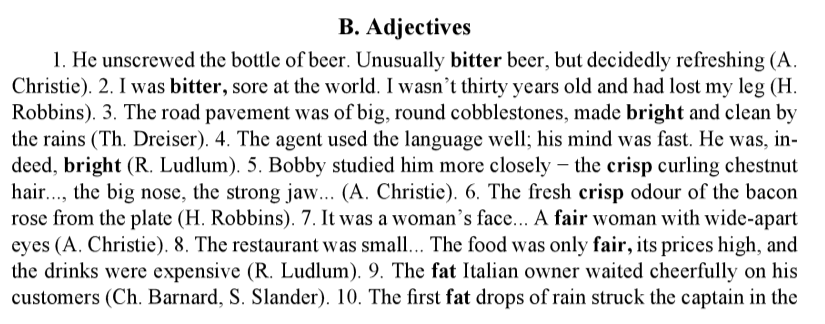 B. Adjectives
1. He unscrewed the bottle of beer. Unusually bitter beer, but decidedly refreshing (A.
Christie). 2. I was bitter, sore at the world. I wasn't thirty years old and had lost my leg (H.
Robbins). 3. The road pavement was of big, round cobblestones, made bright and clean by
the rains (Th. Dreiser). 4. The agent used the language well; his mind was fast. He was, in-
deed, bright (R. Ludlum). 5. Bobby studied him more closely – the crisp curling chestnut
hair..., the big nose, the strong jaw... (A. Christie). 6. The fresh crisp odour of the bacon
rose from the plate (H. Robbins). 7. It was a woman's face... A fair woman with wide-apart
eyes (A. Christie). 8. The restaurant was small... The food was only fair, its prices high, and
the drinks were expensive (R. Ludlum). 9. The fat Italian owner waited cheerfully on his
customers (Ch. Barnard, S. Slander). 10. The first fat drops of rain struck the captain in the